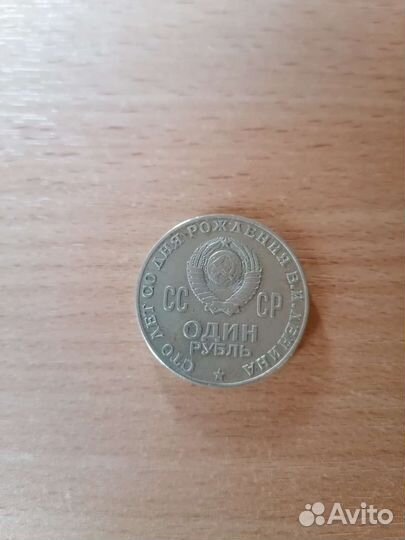 СТО ЛЕТ СО ДНЯ РОЖДЕНИЯ В.И.ЛЕНИНА
СС СР
ОДИН
РУБЛЬ
Avito